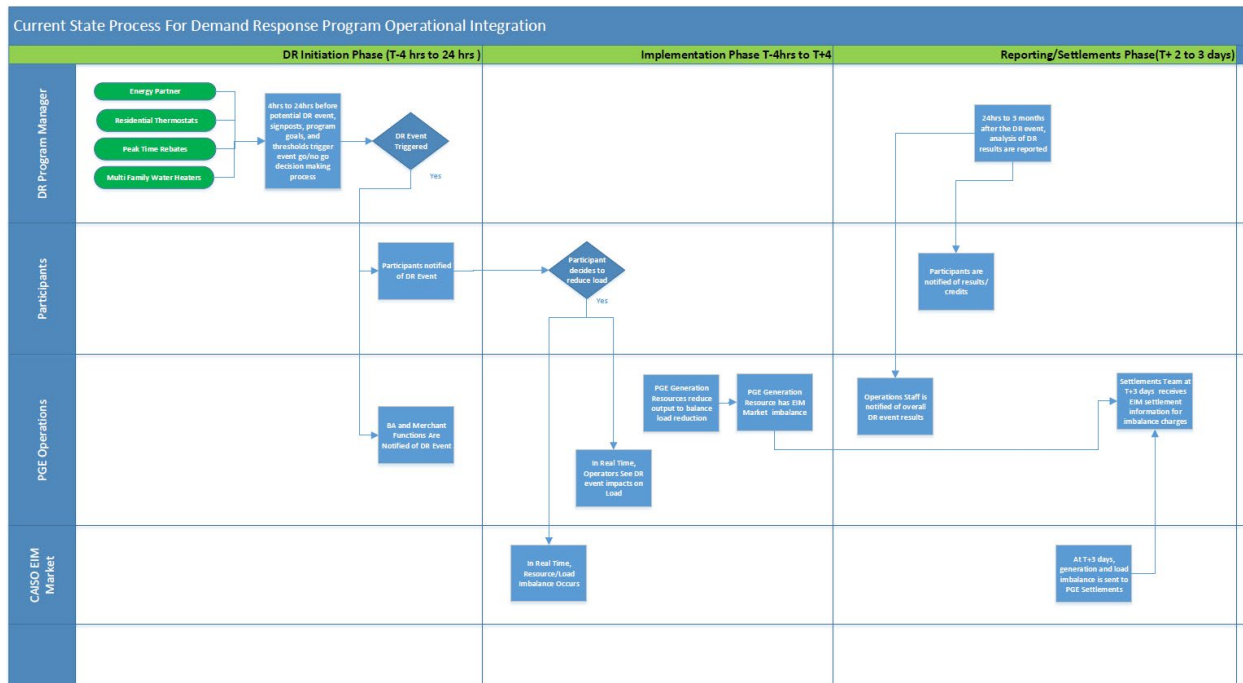 Current State Process For Demand Response Program Operational Integration
DR Initiation Phase (T-4 hrs to 24 hrs )
Implementation Phase T-4hrs to T+4
Reporting/Settlements Phase(T+ 2 to 3 days)
DR Program Manager
Energy Partner
Residential Thermostats
Peak Time Rebates
Multi Family Water Heaters
4hrs to 24hrs before
potential DR event,
signposts, program
goals, and
thresholds trigger
event go/no go
decision making
process
DR Event
Triggered
Yes
24hrs to 3 months
after the DR event,
analysis of DR
results are reported
Participants
Participants notified
of DR Event
Participant
decides to
reduce load
Yes
Participants are
notified of results/
credits
PGE Operations
BA and Merchant
Functions Are
Notified of DR Event
In Real Time,
Operators See DR
event impacts on
Load
PGE Generation
Resources reduce
output to balance
load reduction
PGE Generation
Resource has EIM
Market imbalance
Operations Staff is
notified of overall
DR event results
Settlements Team at
T+3 days receives
EIM settlement
information for
imbalance charges
CAISO EIM
Market
In Real Time,
Resource/Load
Imbalance Occurs
At T+3 days,
generation and load
imbalance is sent to
PGE Settlements